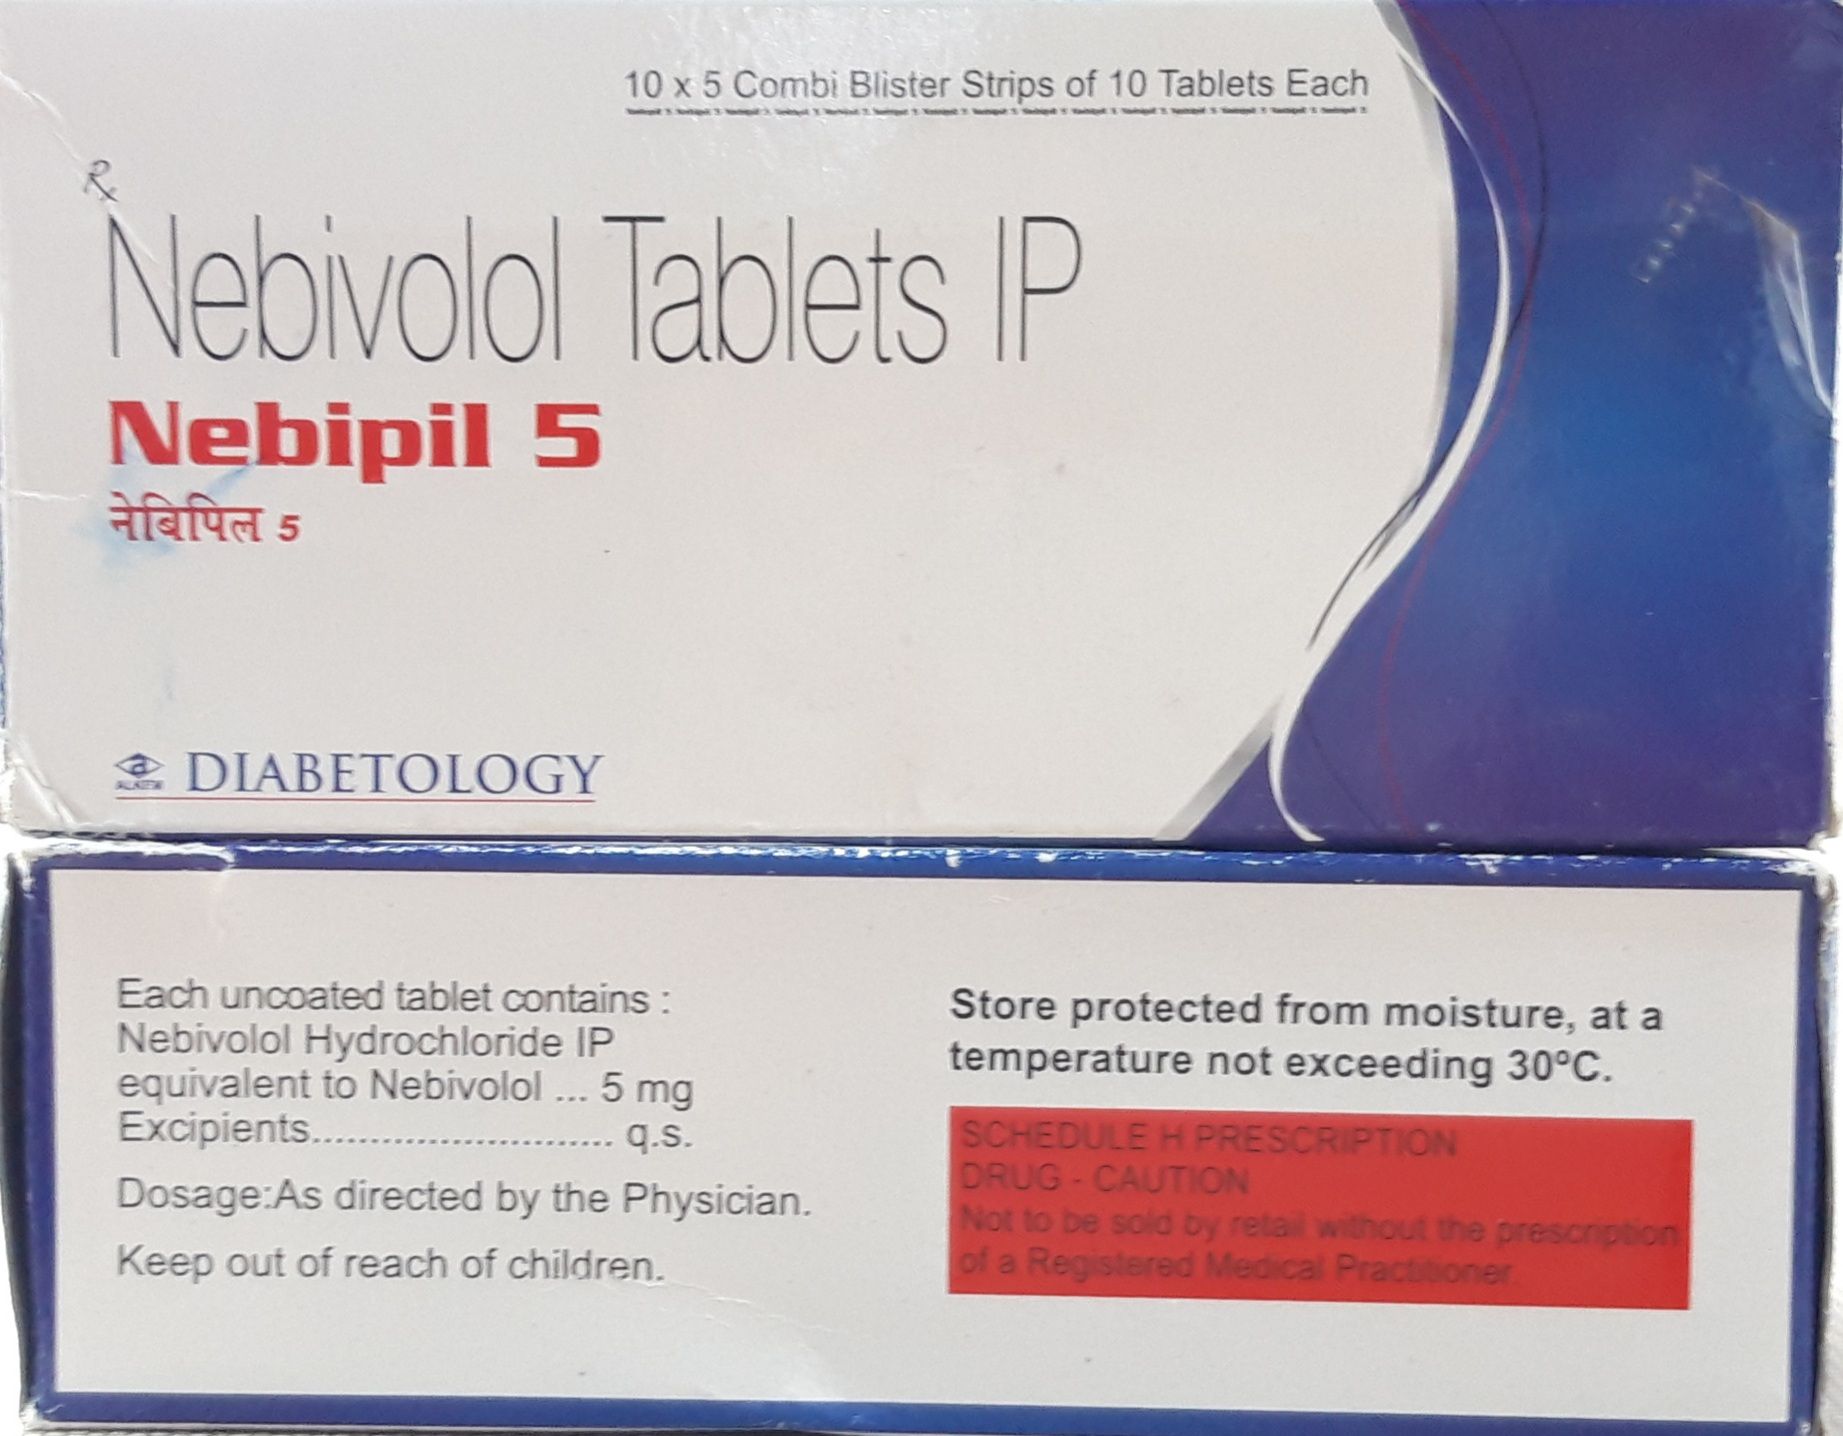 10 x 5 Combi Blister Strips of 10 Tablets Each
Rx
Nebivolol Tablets IP
Nebipil 5
नेबिपिल 5
ALKEM
DIABETOLOGY
Each uncoated tablet contains :
Nebivolol Hydrochloride IP
equivalent to Nebivolol ... 5 mg
Excipients.......................... q.s.
Dosage:As directed by the Physician.
Keep out of reach of children.
Store protected from moisture, at a
temperature not exceeding 30°C.
SCHEDULE H PRESCRIPTION
DRUG - CAUTION
Not to be sold by retail without the prescription
of a Registered Medical Practitioner.